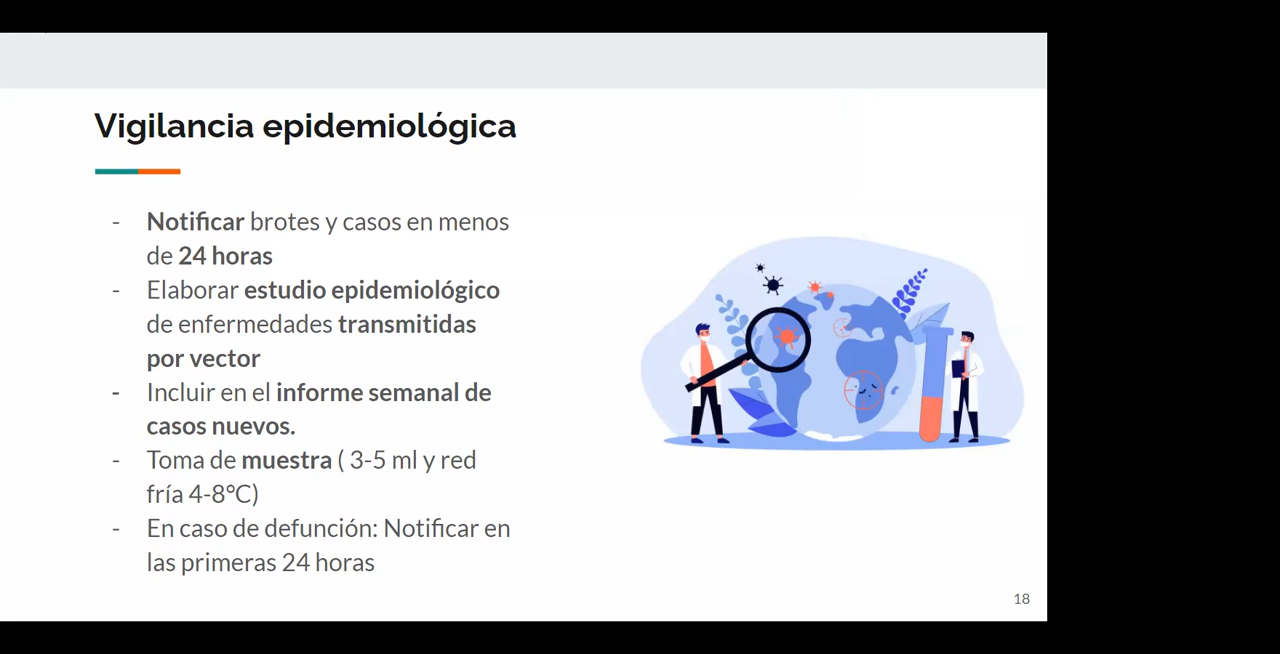 Vigilancia epidemiológica
- Notificar brotes y casos en menos
de 24 horas
- Elaborar estudio epidemiológico
de enfermedades transmitidas
por vector
- Incluir en el informe semanal de
casos nuevos.
- Toma de muestra ( 3-5 ml y red
fría 4-8°C)
- En caso de defunción: Notificar en
las primeras 24 horas
18